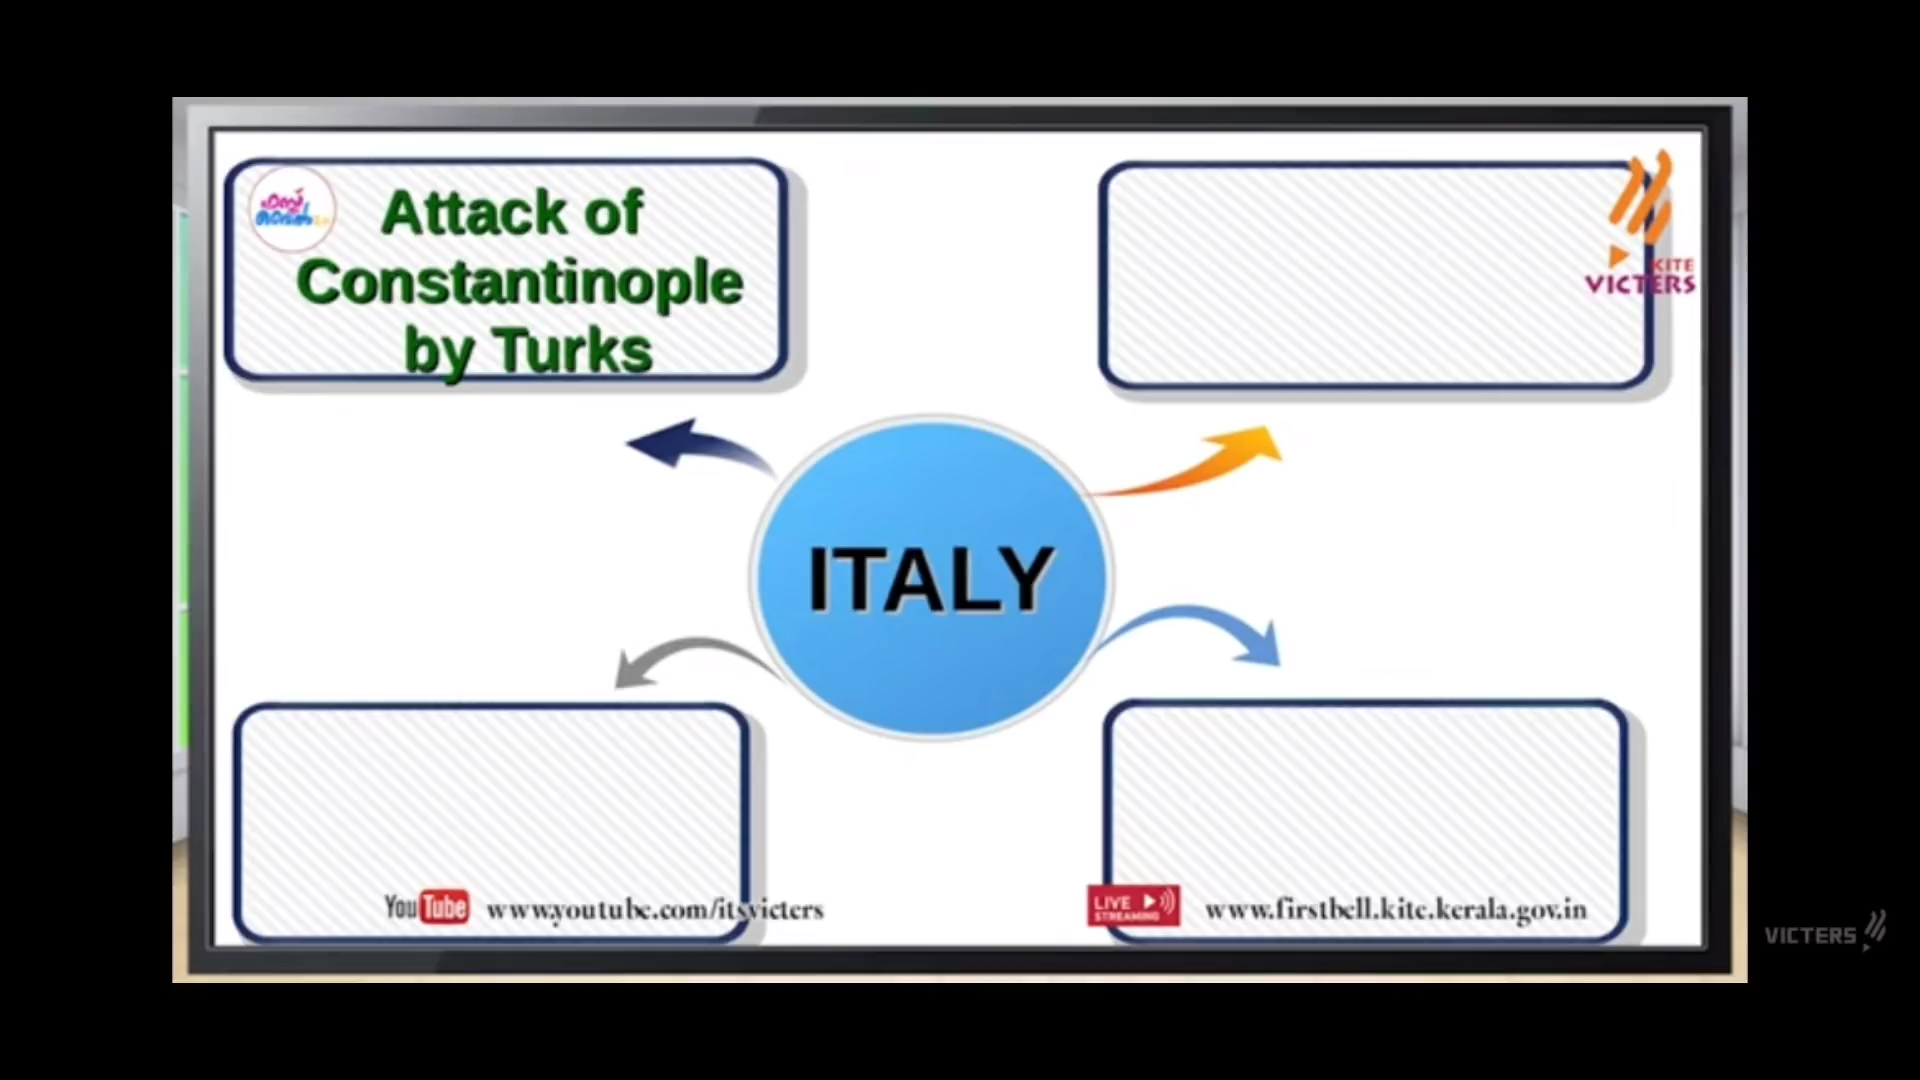 Attack of
Constantinople
by Turks
KITE
VICTERS
ITALY
YouTube www.youtube.com/itsvicters
LIVE
STREAMING
www.firstbell.kite.kerala.gov.in
VICTERS